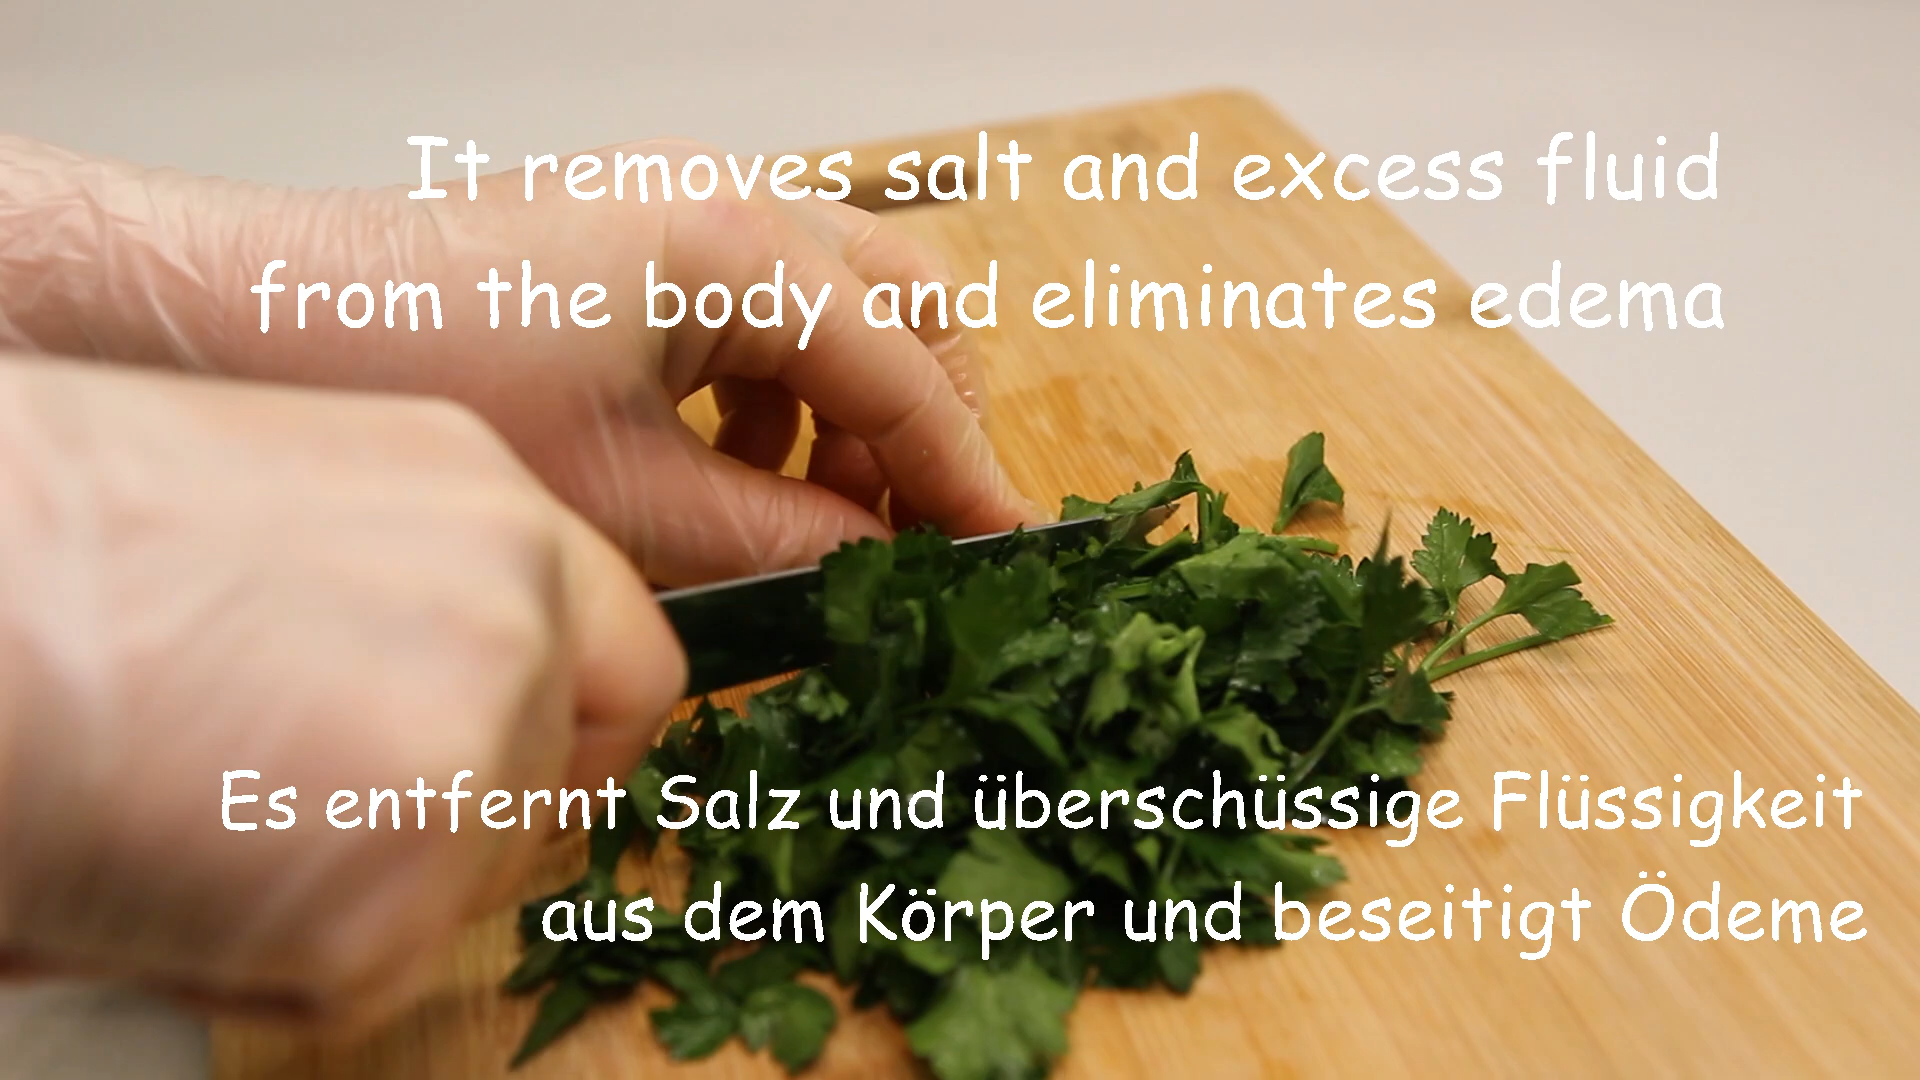 It removes salt and excess fluid
from the body and eliminates edema
Es entfernt Salz und überschüssige Flüssigkeit
aus dem Körper und beseitigt Ödeme